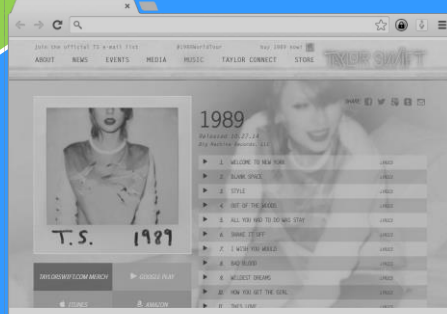 Join the official TS e-mail list
@1989WorldTour
buy 1989 now!
ABOUT NEWS EVENTS MEDIA MUSIC TAYLOR CONNECT STORE
TAYLOR SWIFT
SHARE
1989
Released 10.27.14
Big Machine Records, LLC
1. WELCOME TO NEW YORK LYRICS
2. BLANK SPACE LYRICS
3. STYLE LYRICS
4. OUT OF THE WOODS LYRICS
5. ALL YOU HAD TO DO WAS STAY LYRICS
6. SHAKE IT OFF LYRICS
7. I WISH YOU WOULD LYRICS
8. BAD BLOOD LYRICS
9. WILDEST DREAMS LYRICS
10. HOW YOU GET THE GIRL LYRICS
11. THIS LOVE LYRICS
T.S. 1989
TAYLORSWIFT.COM MERCH
GOOGLE PLAY
ITUNES
AMAZON